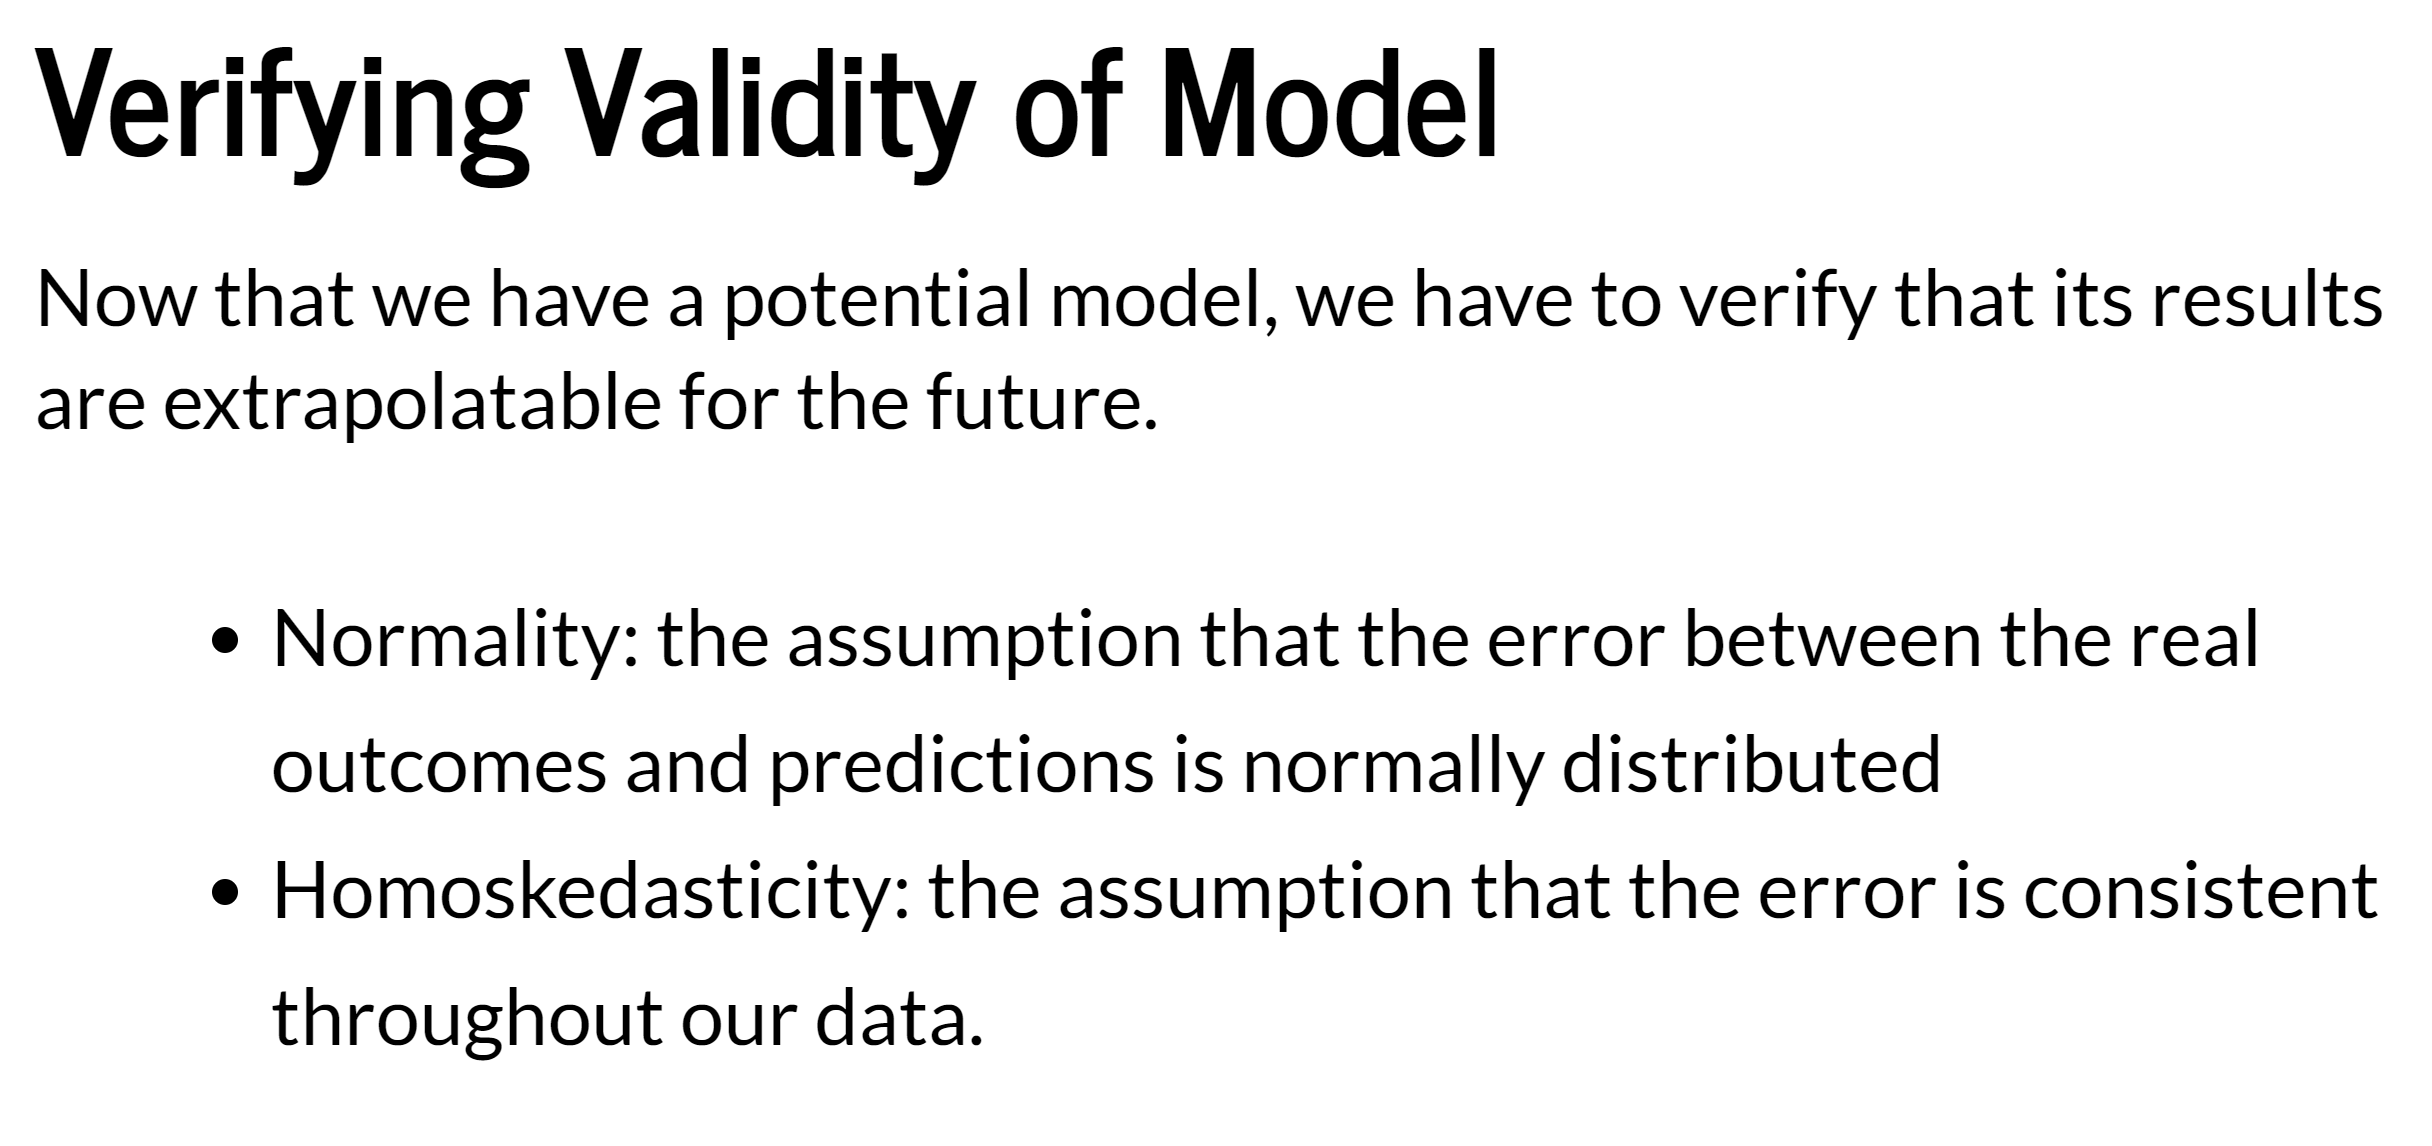 Verifying Validity of Model
Now that we have a potential model, we have to verify that its results
are extrapolatable for the future.
• Normality: the assumption that the error between the real
outcomes and predictions is normally distributed
• Homoskedasticity: the assumption that the error is consistent
throughout our data.